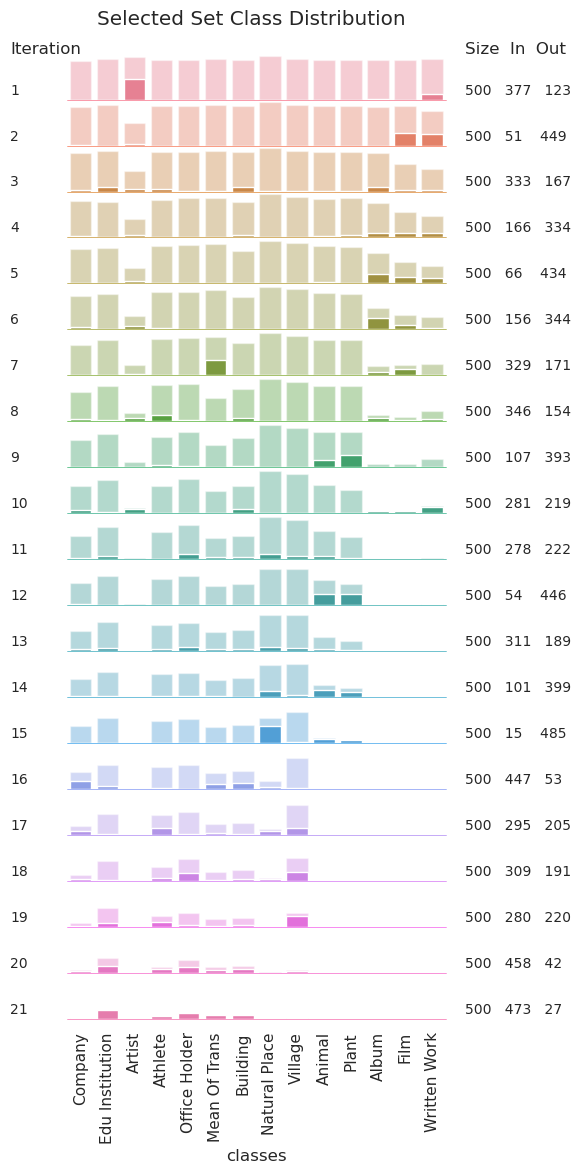 Selected Set Class Distribution
Iteration Size In Out
1 500 377 123
2 500 51 449
3 500 333 167
4 500 166 334
5 500 66 434
6 500 156 344
7 500 329 171
8 500 346 154
9 500 107 393
10 500 281 219
11 500 278 222
12 500 54 446
13 500 311 189
14 500 101 399
15 500 15 485
16 500 447 53
17 500 295 205
18 500 309 191
19 500 280 220
20 500 458 42
21 500 473 27
Company
Edu Institution
Artist
Athlete
Office Holder
Mean Of Trans
Building
Natural Place
Village
Animal
Plant
Album
Film
Written Work
classes